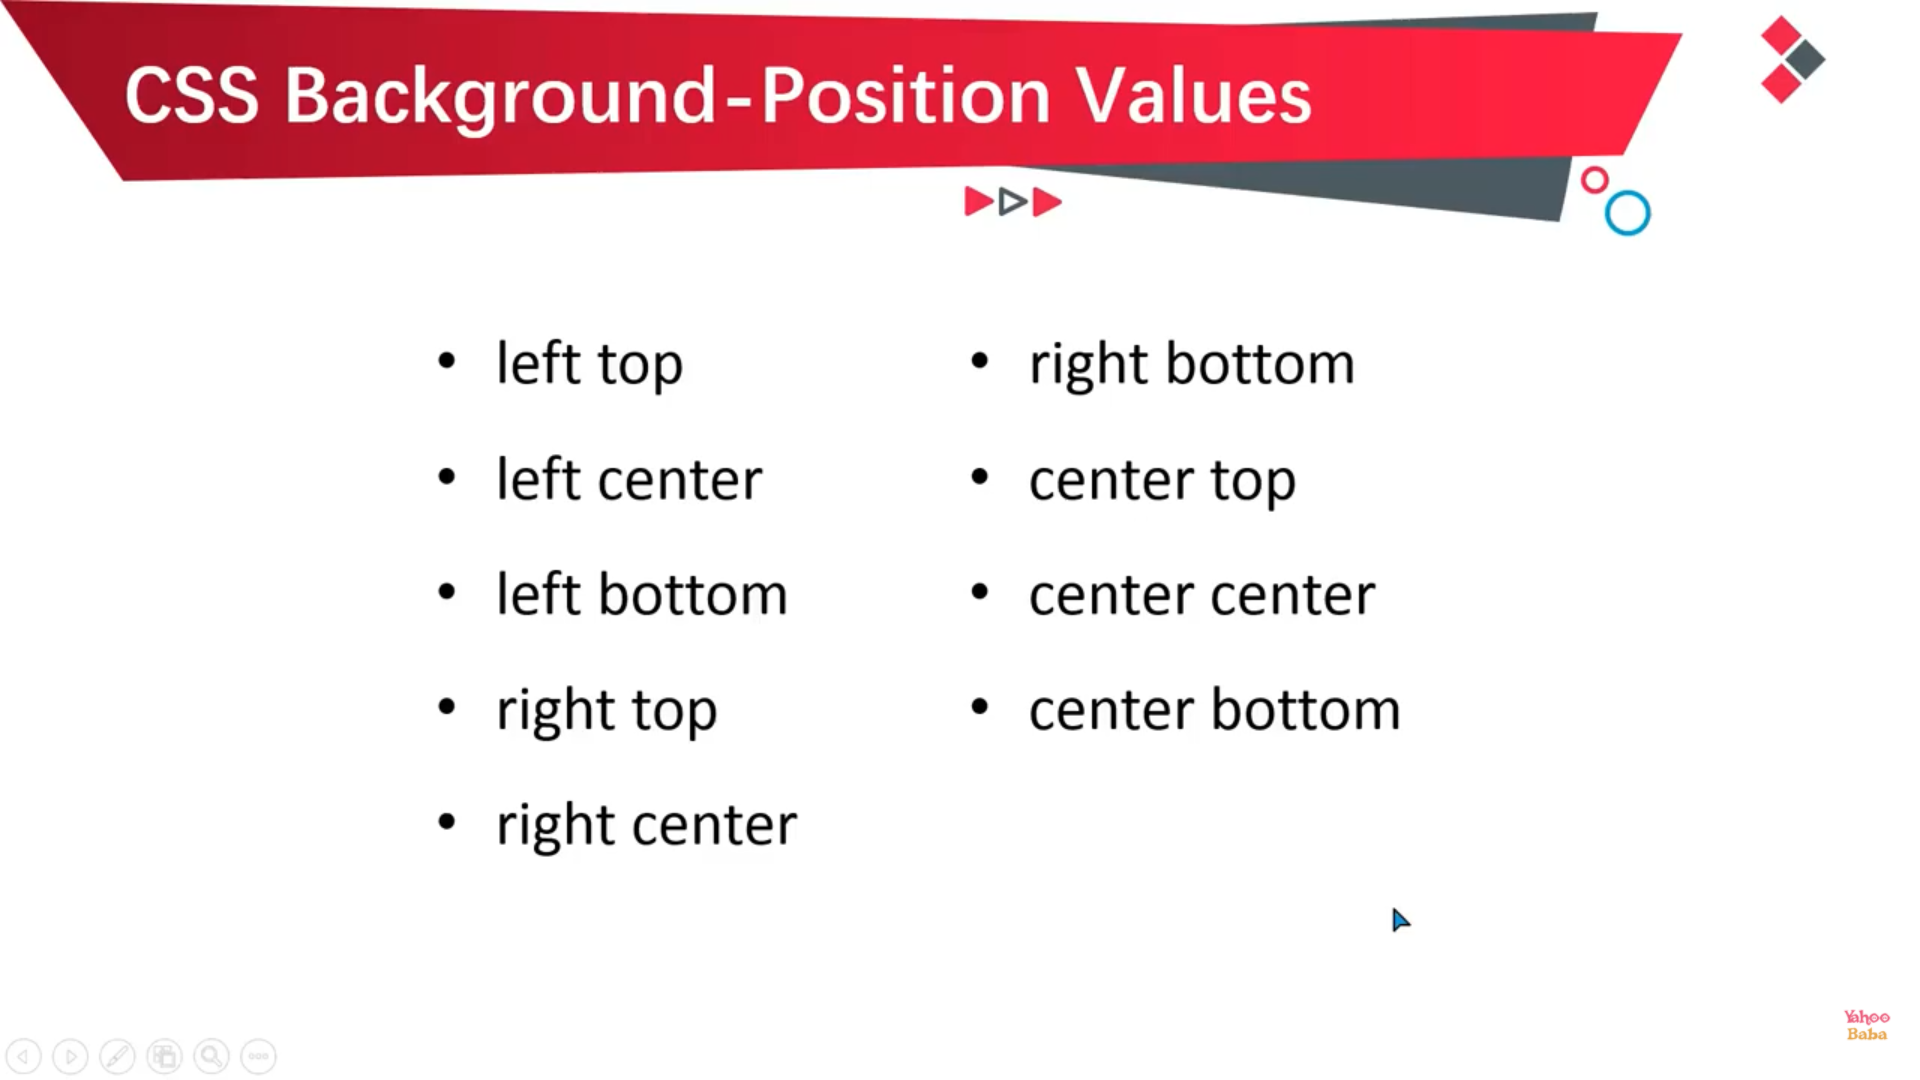 CSS Background-Position Values
• left top
• left center
• left bottom
• right top
• right center
• right bottom
• center top
• center center
• center bottom
Yahoo
Baba